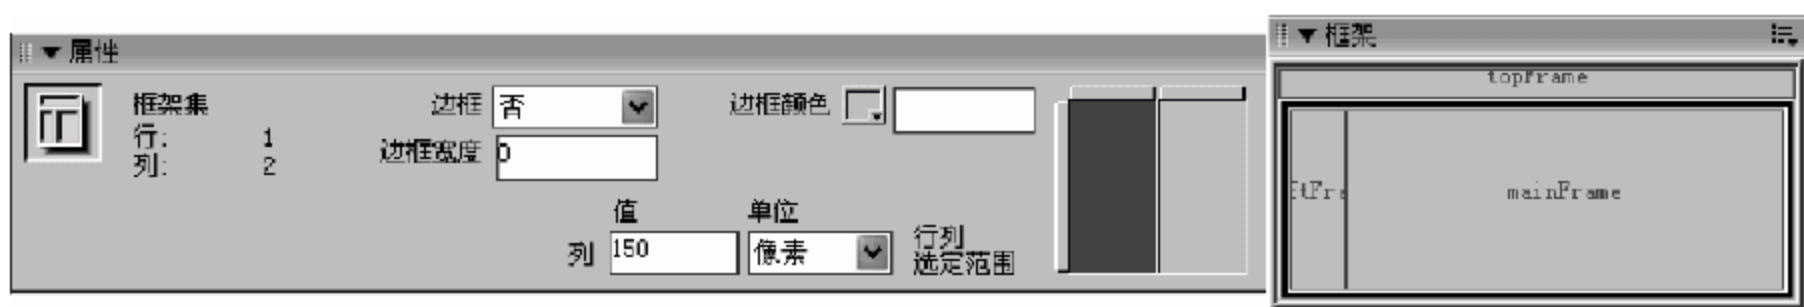 属性
框架集
行: 1
列: 2
边框 否
边框宽度 0
边框颜色
值 单位
列 150 像素
行列
选定范围
框架
topFrame
mainFrame